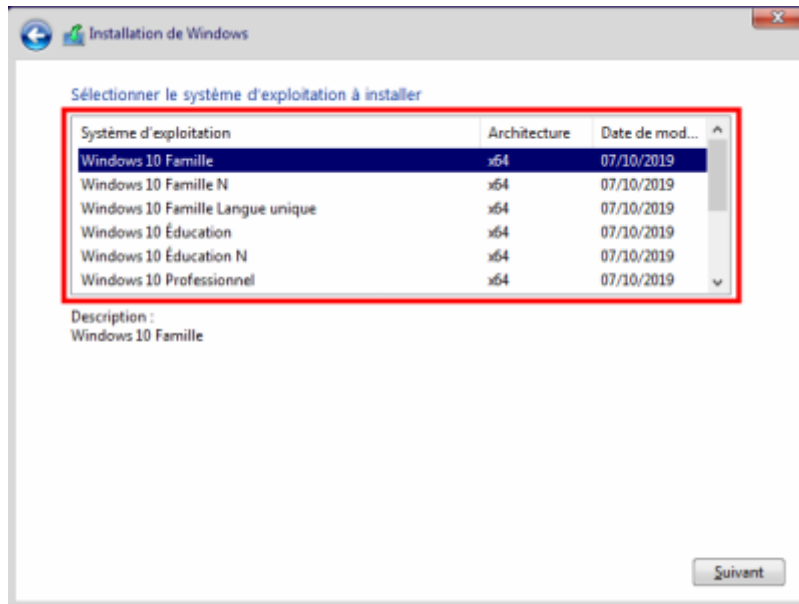 Installation de Windows
Sélectionner le système d'exploitation à installer
Système d'exploitation Architecture Date de mod...
Windows 10 Famille x64 07/10/2019
Windows 10 Famille N x64 07/10/2019
Windows 10 Famille Langue unique x64 07/10/2019
Windows 10 Éducation x64 07/10/2019
Windows 10 Éducation N x64 07/10/2019
Windows 10 Professionnel x64 07/10/2019
Description :
Windows 10 Famille
Suivant